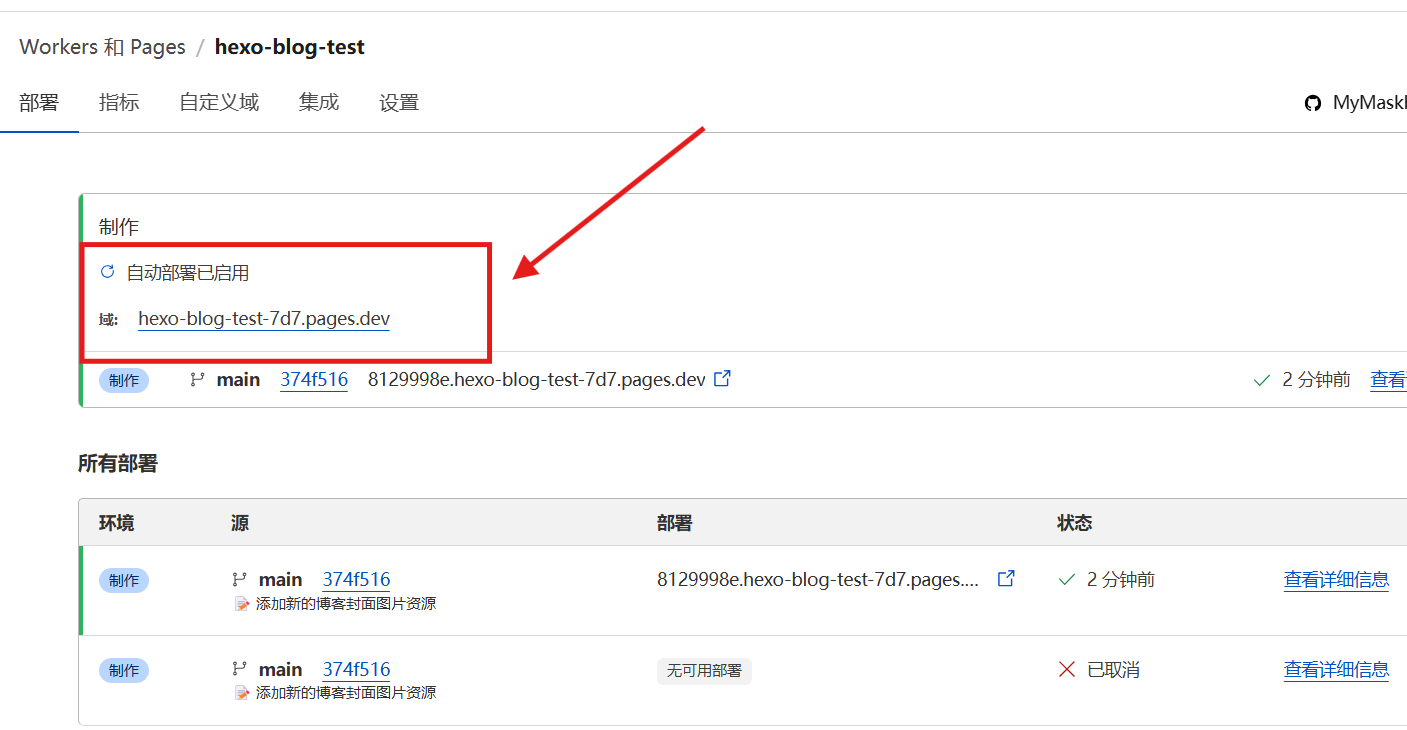 Workers 和 Pages / hexo-blog-test
部署 指标 自定义域 集成 设置 MyMask
制作
自动部署已启用
域: hexo-blog-test-7d7.pages.dev
制作 main 374f516 8129998e.hexo-blog-test-7d7.pages.dev 2 分钟前 查看
所有部署
环境 源 部署 状态
制作 main 374f516 8129998e.hexo-blog-test-7d7.pages.... 2 分钟前 查看详细信息
添加新的博客封面图片资源
制作 main 374f516 无可用部署 已取消 查看详细信息
添加新的博客封面图片资源